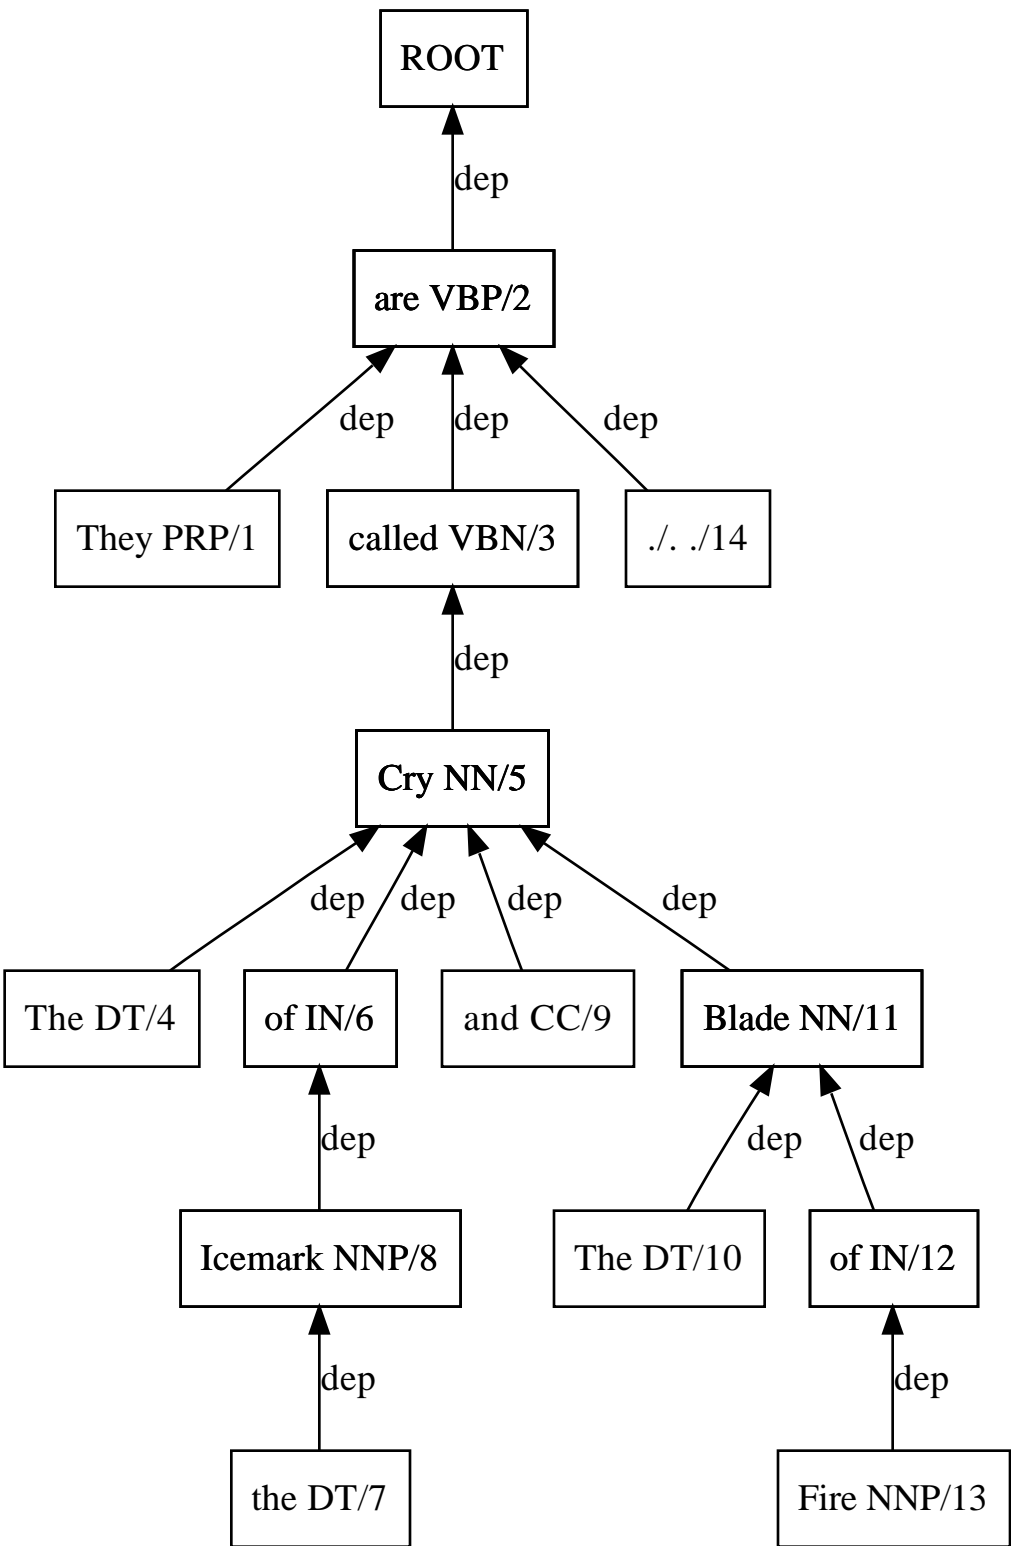 ROOT
dep
are VBP/2
dep dep dep
They PRP/1 called VBN/3 ./. ./14
dep
Cry NN/5
dep dep dep dep
The DT/4 of IN/6 and CC/9 Blade NN/11
dep dep dep
Icemark NNP/8 The DT/10 of IN/12
dep dep
the DT/7 Fire NNP/13